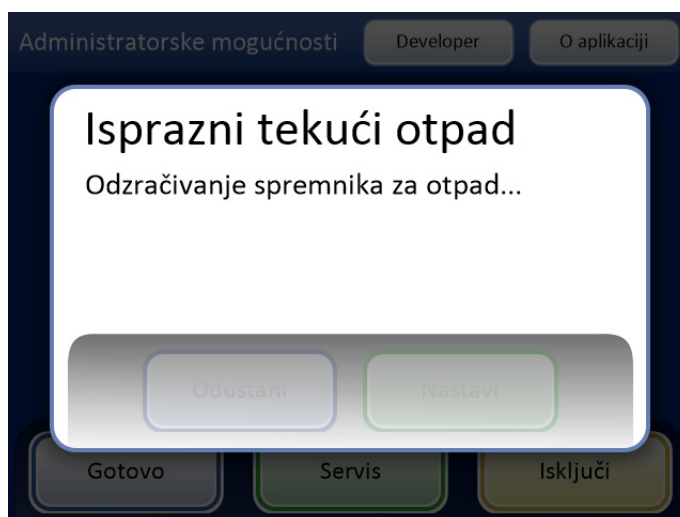 Administratorske mogućnosti
Developer
O aplikaciji
Isprazni tekući otpad
Odzračivanje spremnika za otpad...
Odustani
Nastavi
Gotovo
Servis
Isključi